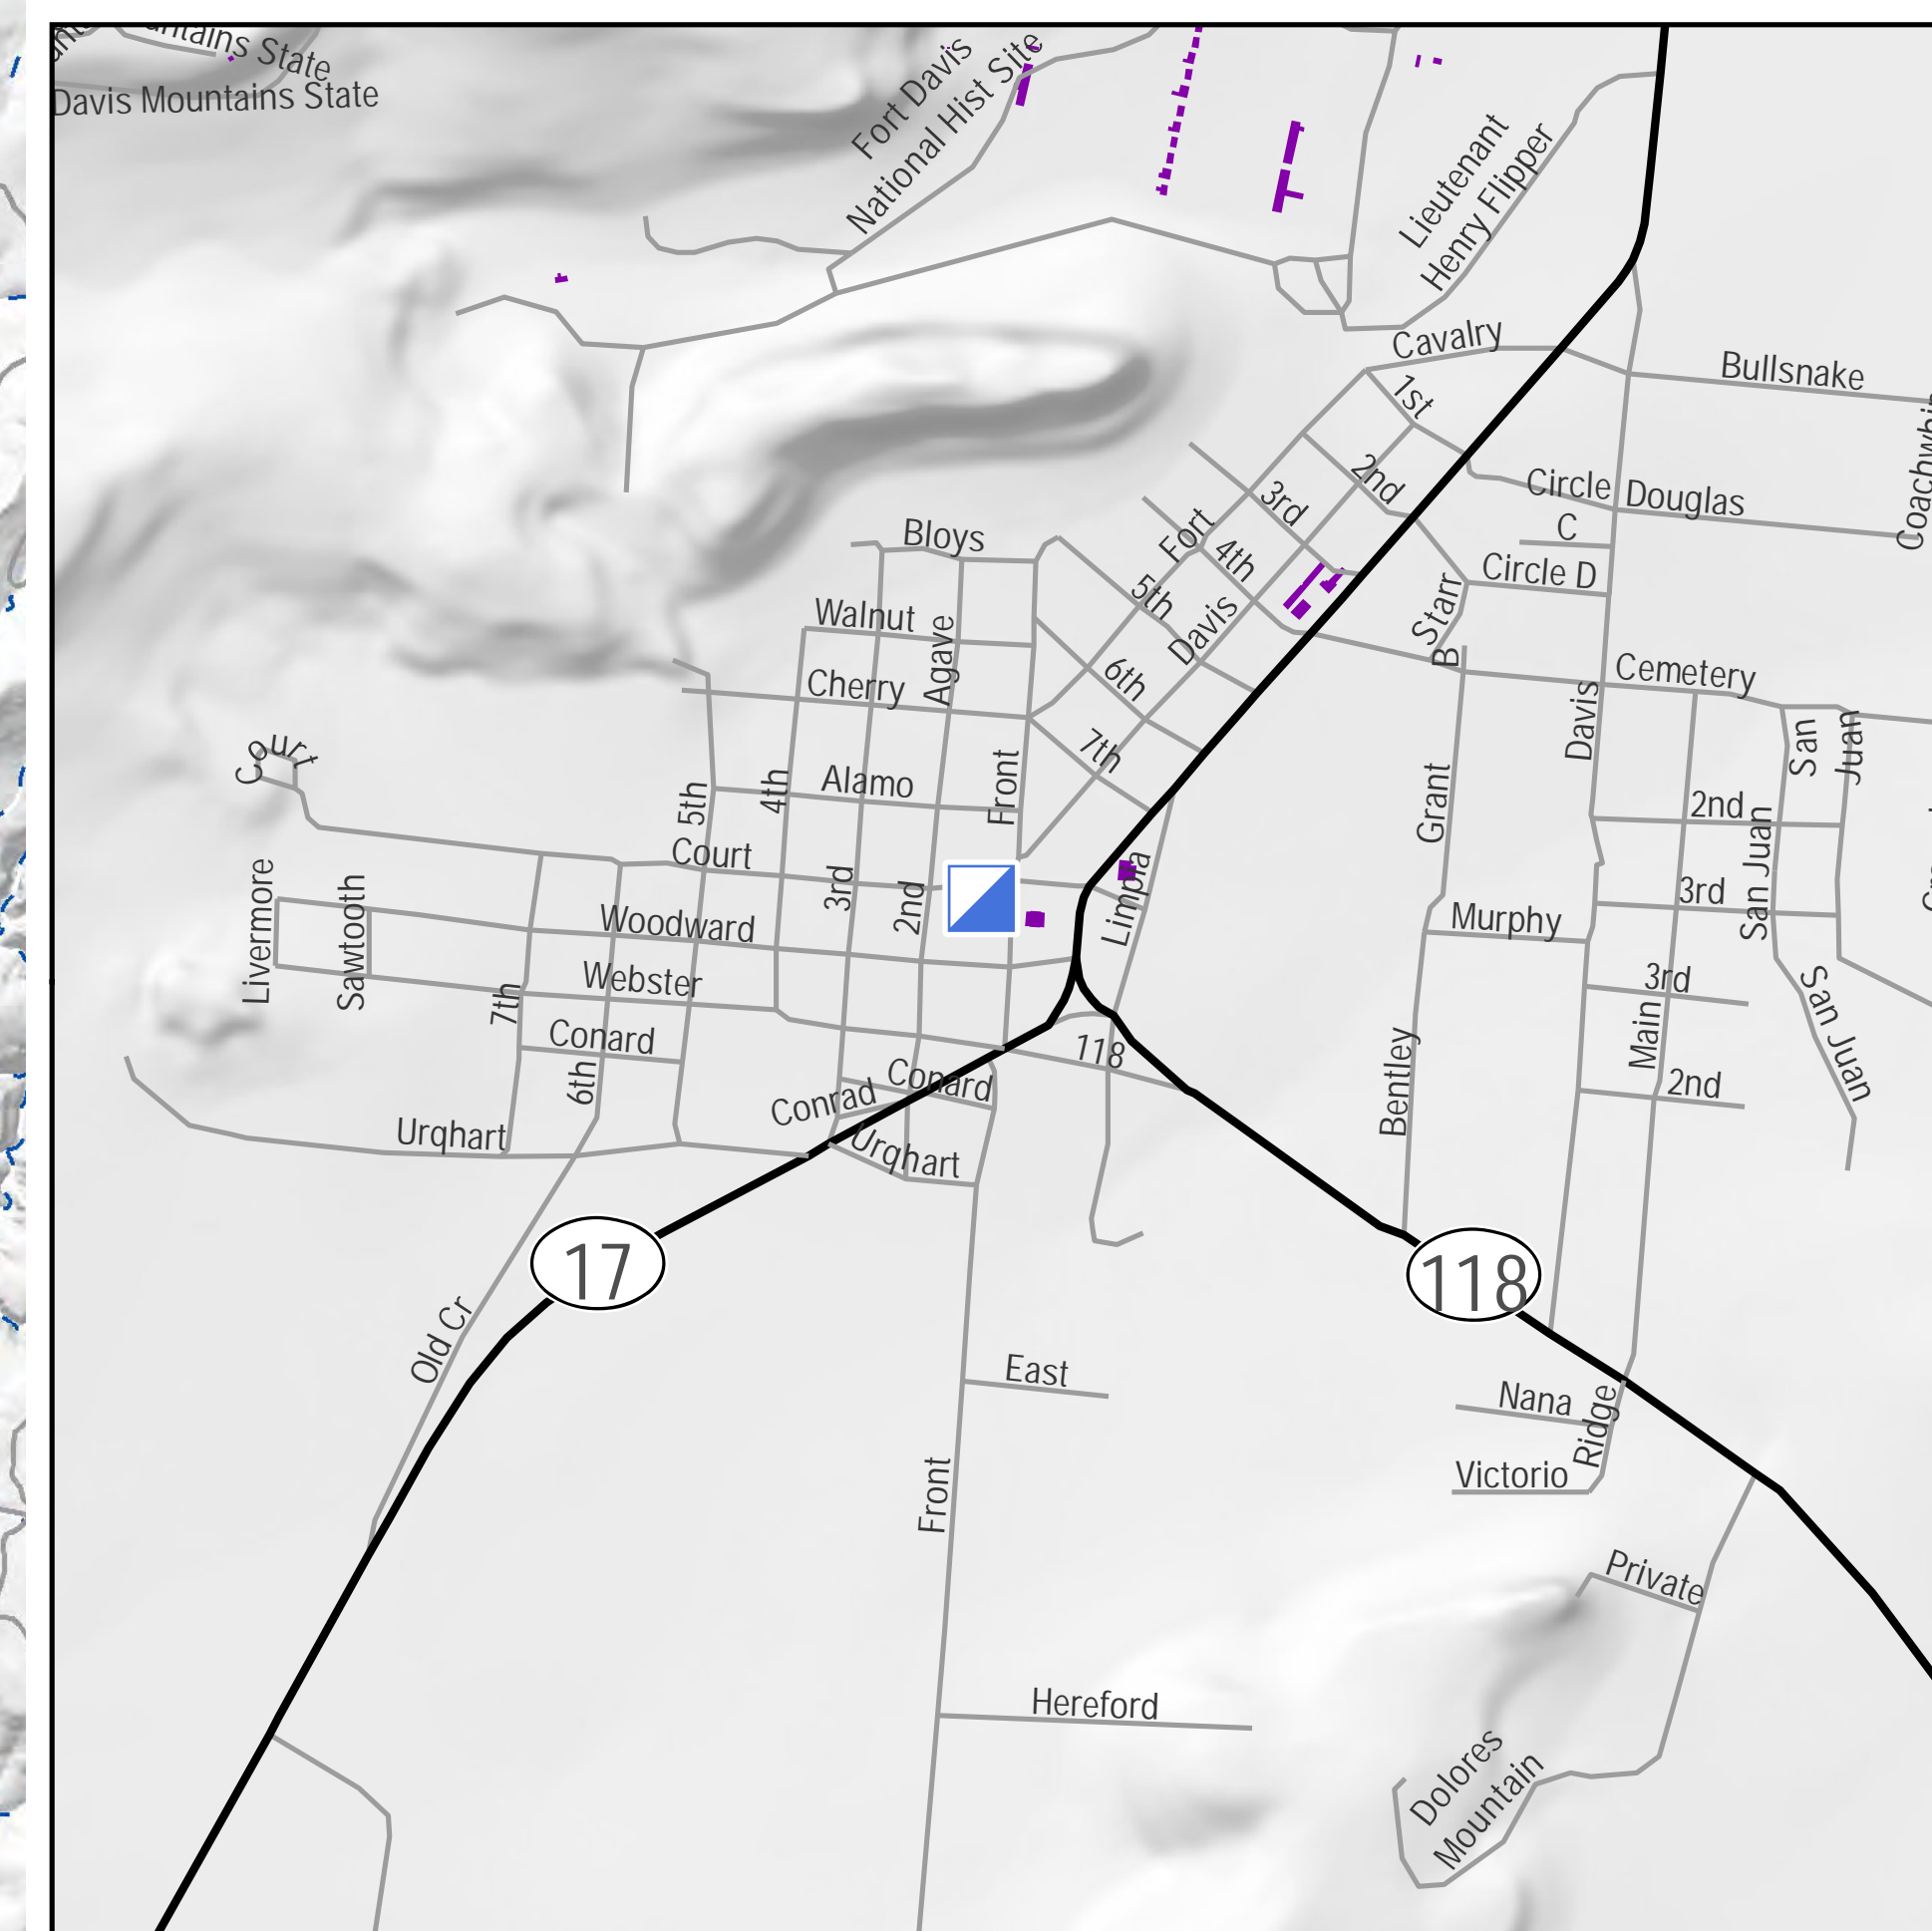 untains State
Davis Mountains State
Fort Davis
National Hist Site
Lieutenant
Henry Flipper
Cavalry
Bullsnake
1st
2nd
3rd
Circle
Douglas
C
Circle D
Fort
4th
5th
Davis
6th
7th
Bloys
Walnut
Agave
Cherry
Starr
B
Cemetery
Davis
San
Juan
Court
Alamo
Front
4th
5th
Grant
2nd
Court
3rd
2nd
Limpia
3rd
San Juan
Murphy
Livermore
Sawtooth
Woodward
Webster
7th
3rd
San Juan
Conard
6th
118
Main
Bentley
2nd
Conard
Conrad
Urqhart
Urqhart
17
118
Old Cr
East
Nana
Ridge
Victorio
Front
Private
Hereford
Dolores
Mountain